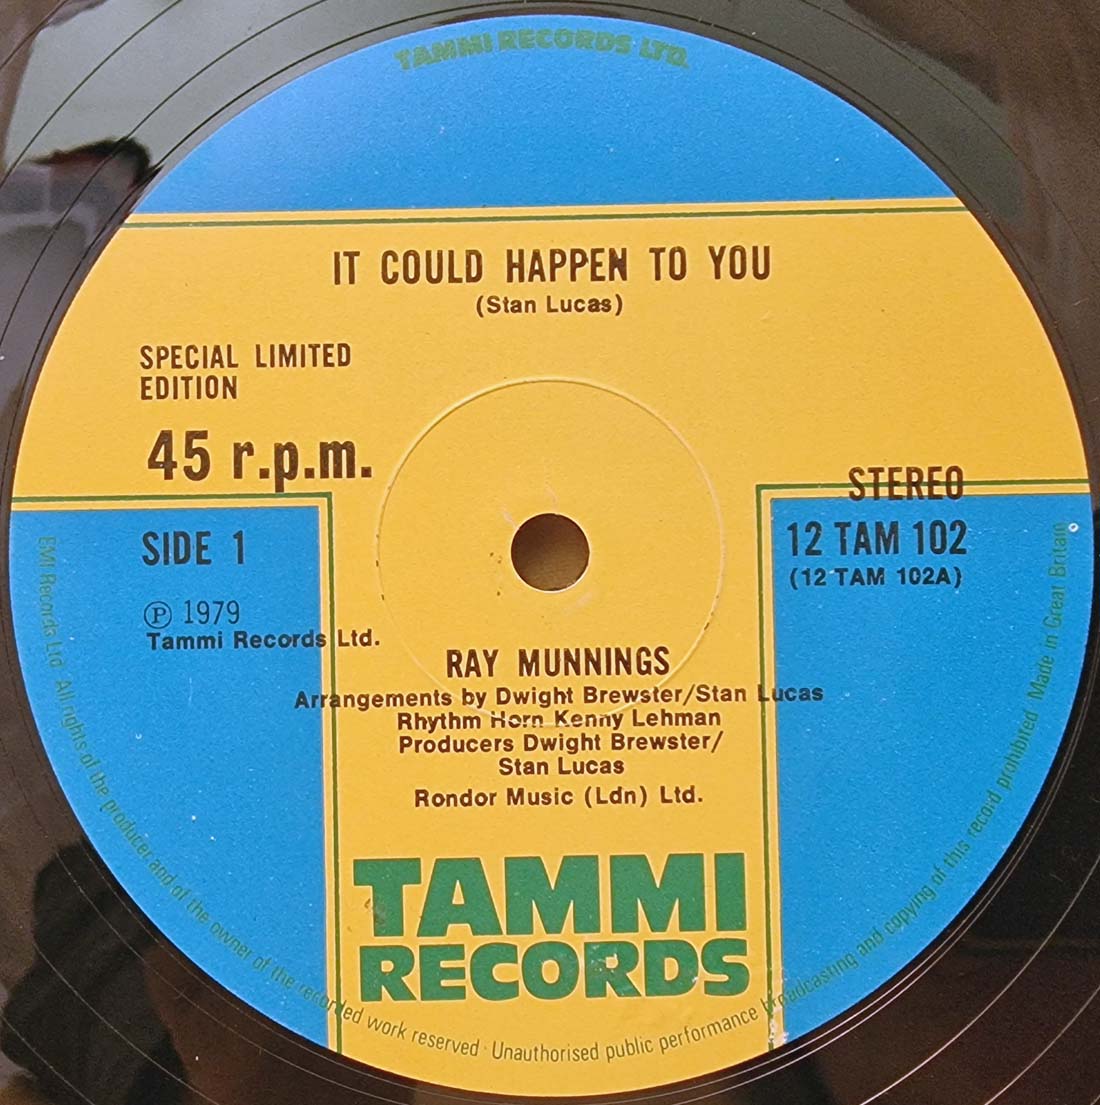 TAMMI RECORDS LTD.
IT COULD HAPPEN TO YOU
(Stan Lucas)
SPECIAL LIMITED
EDITION
45 r.p.m.
STEREO
SIDE 1
12 TAM 102
(12 TAM 102A)
℗ 1979
Tammi Records Ltd.
RAY MUNNINGS
Arrangements by Dwight Brewster/Stan Lucas
Rhythm Horn Kenny Lehman
Producers Dwight Brewster/
Stan Lucas
Rondor Music (Ldn) Ltd.
TAMMI
RECORDS
EMI Records Ltd. All rights of the producer and of the owner of the recorded work reserved · Unauthorised public performance broadcasting and copying of this record prohibited Made in Great Britain